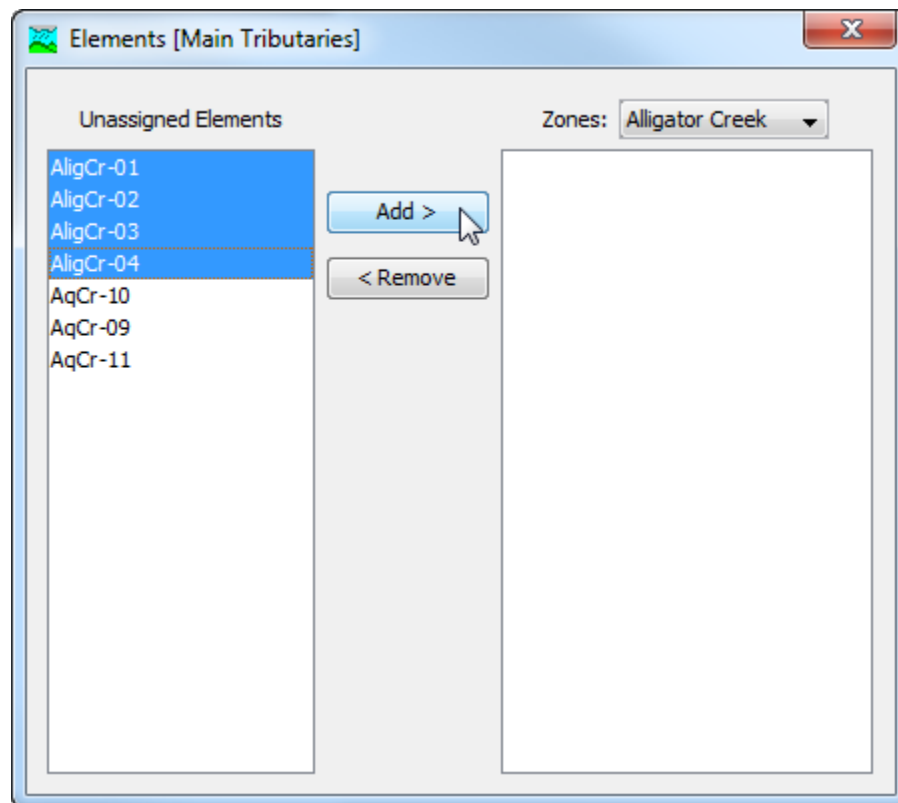 Elements [Main Tributaries]
Unassigned Elements
Zones: Alligator Creek
AligCr-01
AligCr-02
AligCr-03
AligCr-04
AqCr-10
AqCr-09
AqCr-11
Add >
< Remove